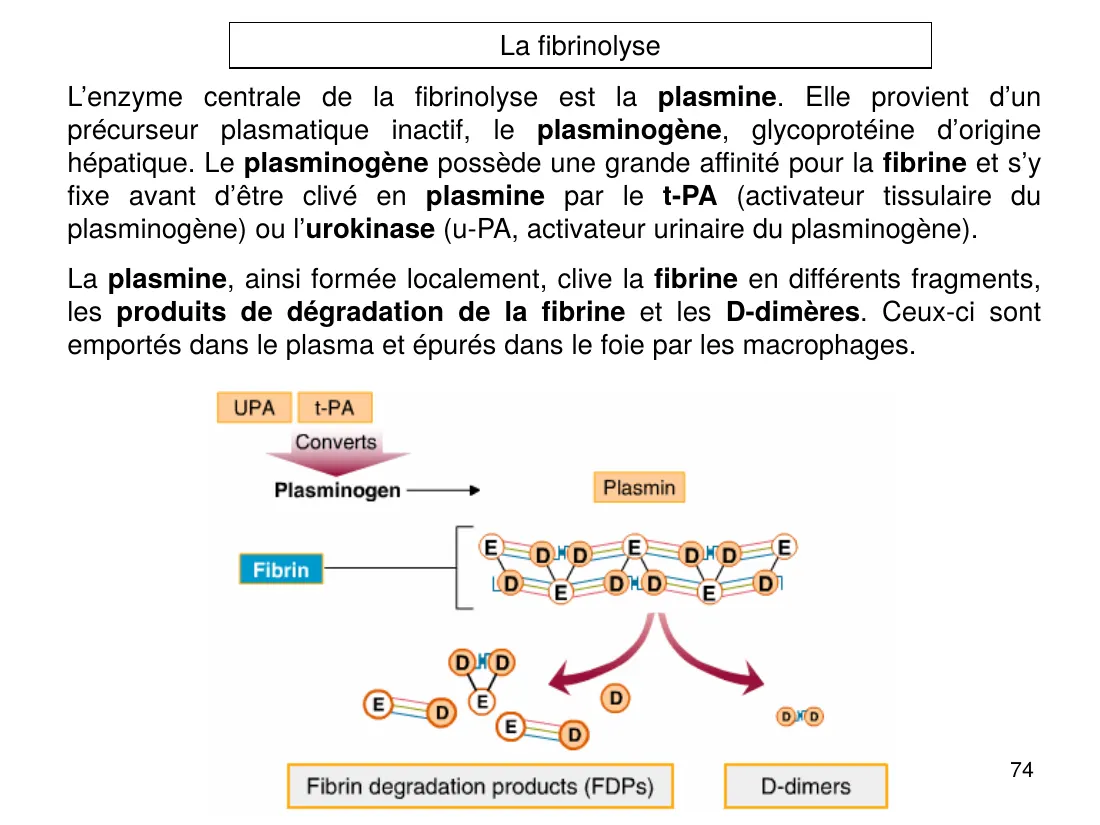 La fibrinolyse
L’enzyme centrale de la fibrinolyse est la plasmine. Elle provient d’un
précurseur plasmatique inactif, le plasminogène, glycoprotéine d’origine
hépatique. Le plasminogène possède une grande affinité pour la fibrine et s’y
fixe avant d’être clivé en plasmine par le t-PA (activateur tissulaire du
plasminogène) ou l’urokinase (u-PA, activateur urinaire du plasminogène).
La plasmine, ainsi formée localement, clive la fibrine en différents fragments,
les produits de dégradation de la fibrine et les D-dimères. Ceux-ci sont
emportés dans le plasma et épurés dans le foie par les macrophages.
UPA t-PA
Converts
Plasminogen
Plasmin
Fibrin
E D D E D D E
D E D D E D
D D
E
E D
E D
D
D D
Fibrin degradation products (FDPs)
D-dimers
74